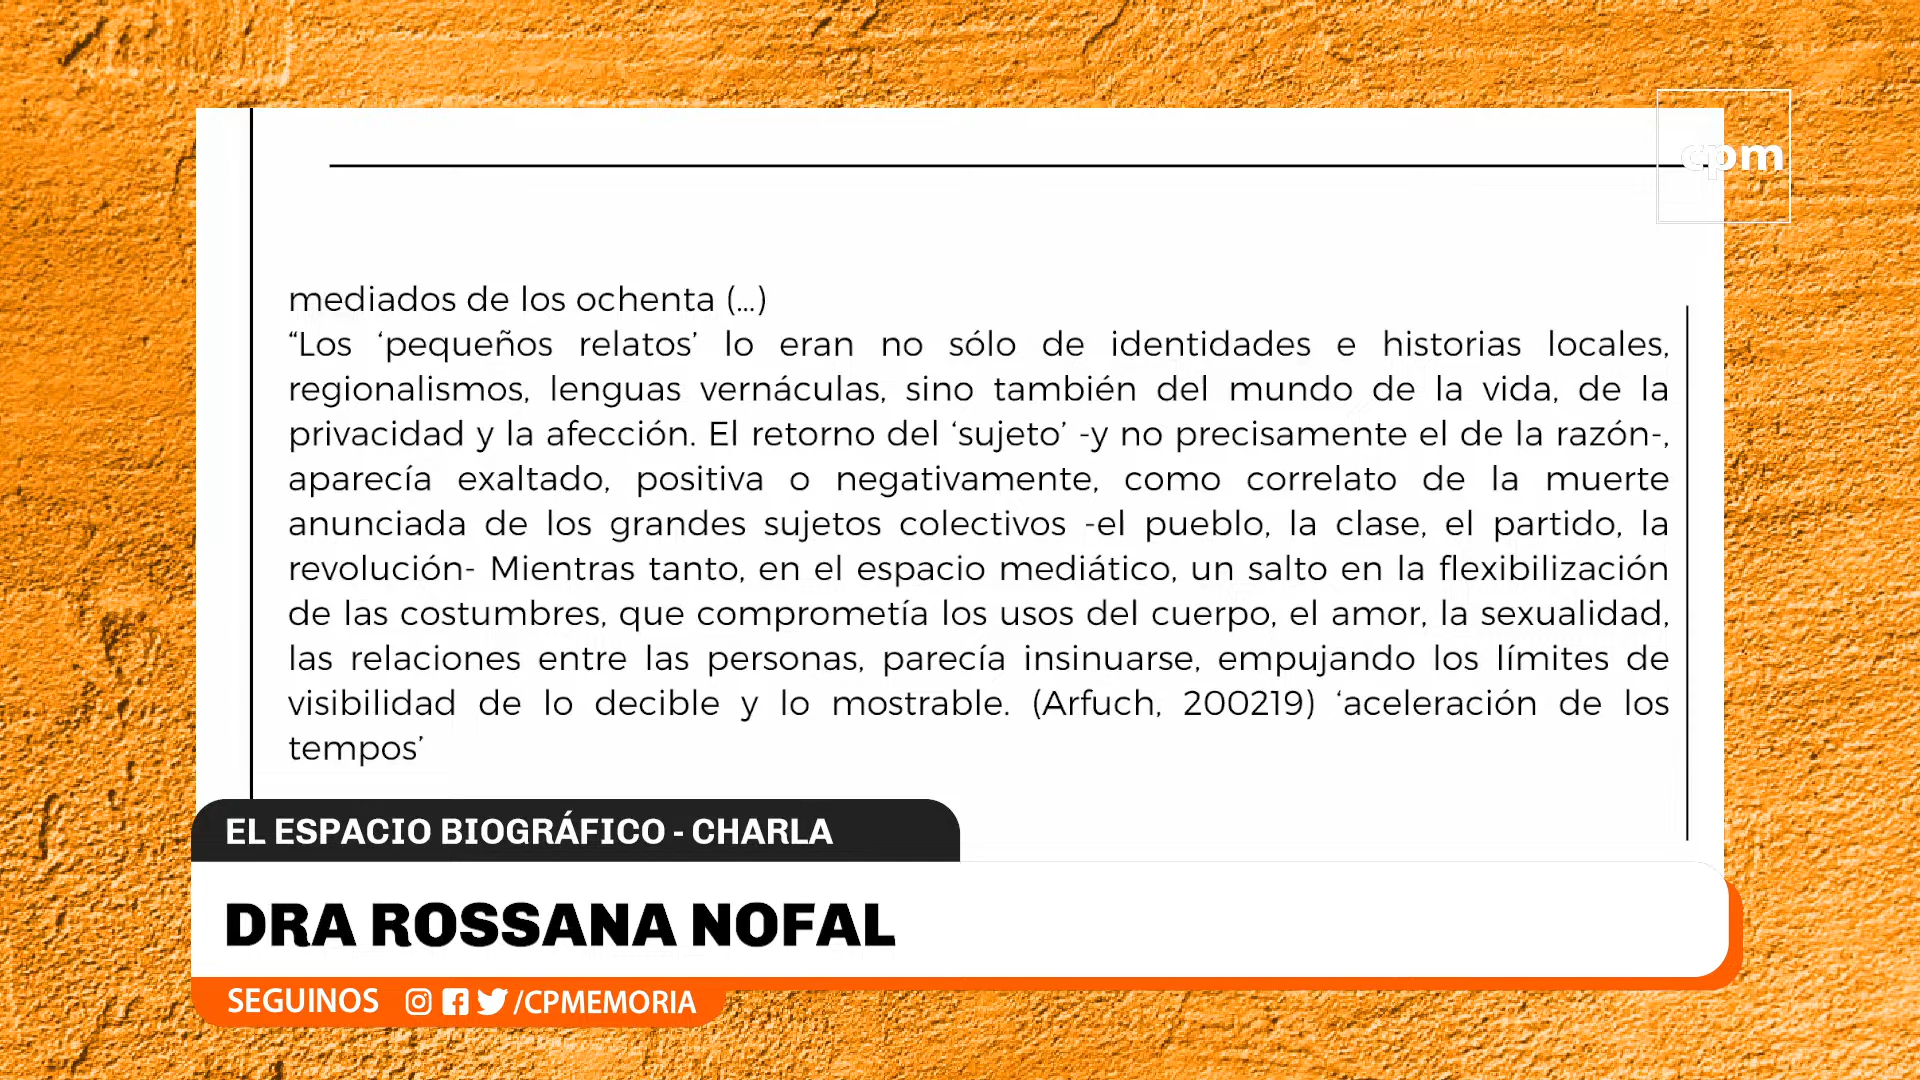 cpm
mediados de los ochenta (...)
“Los ‘pequeños relatos’ lo eran no sólo de identidades e historias locales,
regionalismos, lenguas vernáculas, sino también del mundo de la vida, de la
privacidad y la afección. El retorno del ‘sujeto’ -y no precisamente el de la razón-,
aparecía exaltado, positiva o negativamente, como correlato de la muerte
anunciada de los grandes sujetos colectivos -el pueblo, la clase, el partido, la
revolución- Mientras tanto, en el espacio mediático, un salto en la flexibilización
de las costumbres, que comprometía los usos del cuerpo, el amor, la sexualidad,
las relaciones entre las personas, parecía insinuarse, empujando los límites de
visibilidad de lo decible y lo mostrable. (Arfuch, 200219) ‘aceleración de los
tempos’
EL ESPACIO BIOGRÁFICO - CHARLA
DRA ROSSANA NOFAL
SEGUINOS /CPMEMORIA